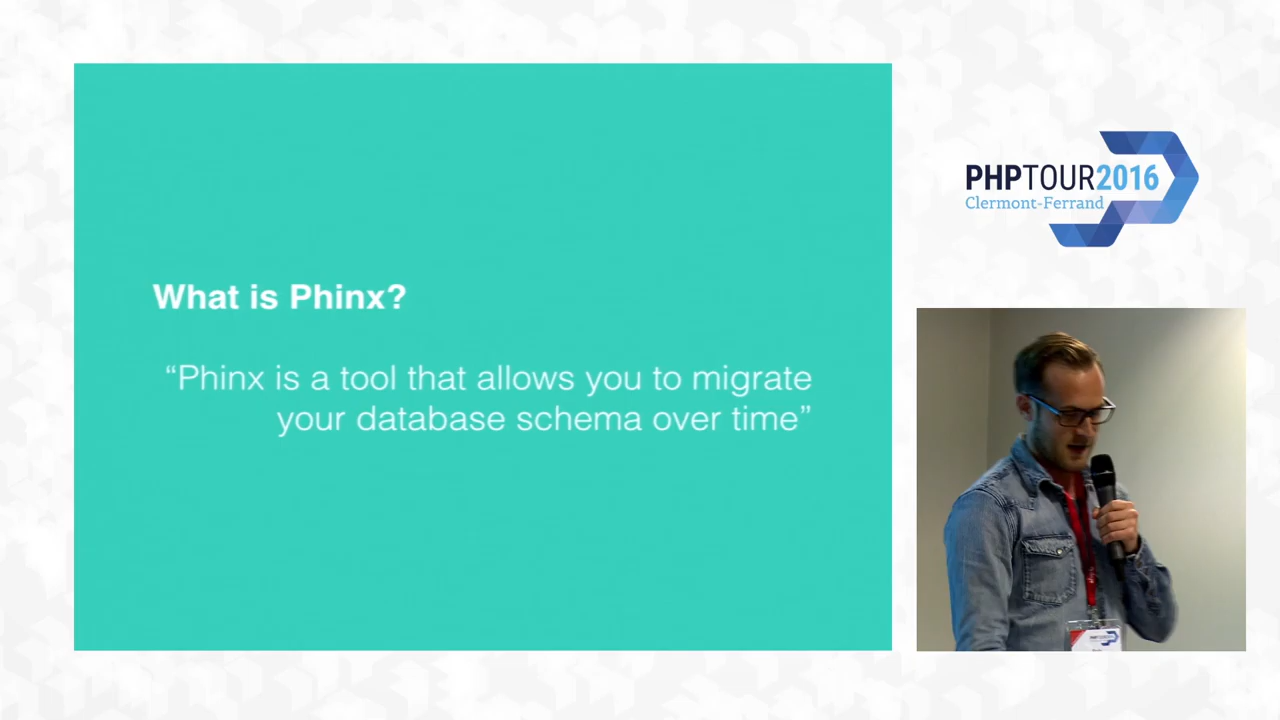 What is Phinx?
“Phinx is a tool that allows you to migrate
your database schema over time”
PHPTOUR2016
Clermont-Ferrand
PHPTOUR